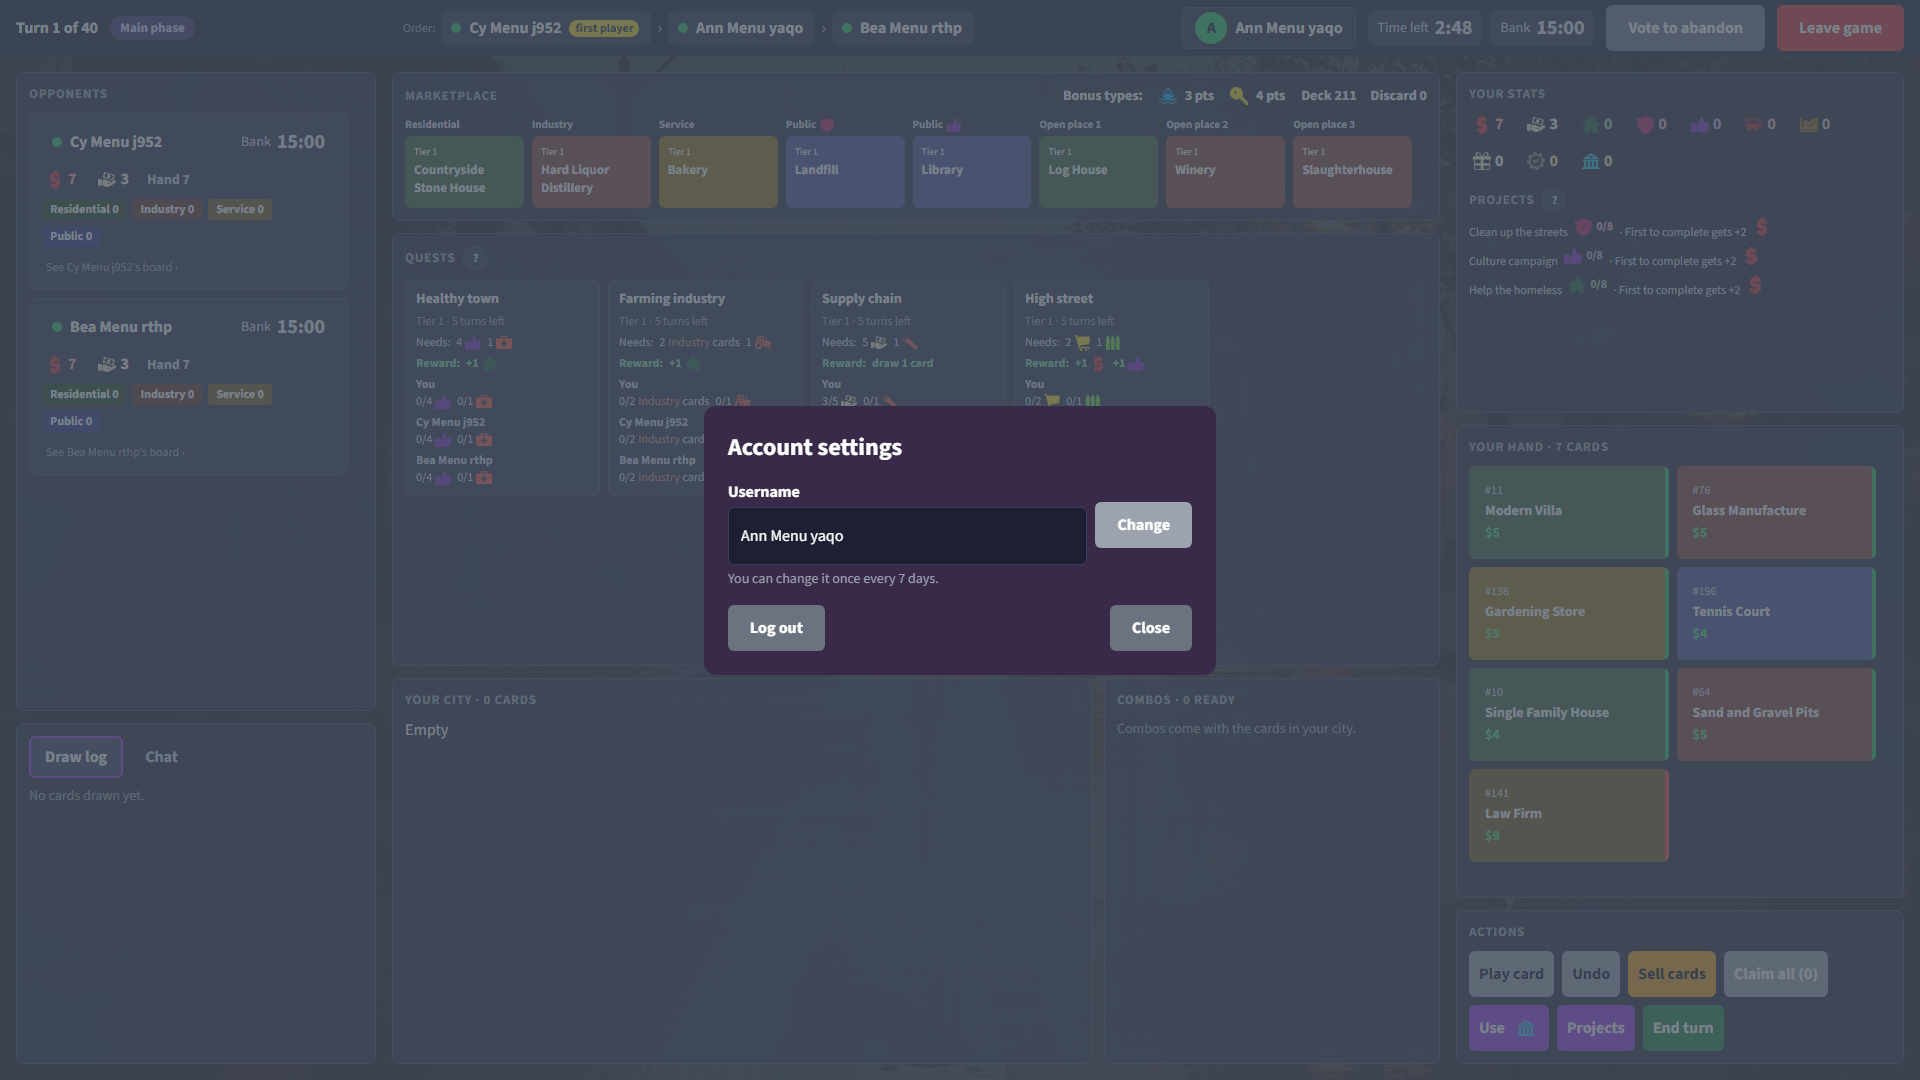 Turn 1 of 40 Main phase
Order: Cy Menu j952 first player › Ann Menu yaqo › Bea Menu rthp
A Ann Menu yaqo Time left 2:48 Bank 15:00 Vote to abandon Leave game
OPPONENTS
Cy Menu j952 Bank 15:00
7 3 Hand 7
Residential 0 Industry 0 Service 0
Public 0
See Cy Menu j952's board ›
Bea Menu rthp Bank 15:00
7 3 Hand 7
Residential 0 Industry 0 Service 0
Public 0
See Bea Menu rthp's board ›
Draw log Chat
No cards drawn yet.
MARKETPLACE
Bonus types: 3 pts 4 pts Deck 211 Discard 0
Residential
Tier 1
Countryside
Stone House
Industry
Tier 1
Hard Liquor
Distillery
Service
Tier 1
Bakery
Public
Tier 1
Landfill
Public
Tier 1
Library
Open place 1
Tier 1
Log House
Open place 2
Tier 1
Winery
Open place 3
Tier 1
Slaughterhouse
QUESTS ?
Healthy town
Tier 1 · 5 turns left
Needs: 4 1
Reward: +1
You
0/4 0/1
Cy Menu j952
0/4 0/1
Bea Menu rthp
0/4 0/1
Farming industry
Tier 1 · 5 turns left
Needs: 2 Industry cards 1
Reward: +1
You
0/2 Industry cards 0/1
Cy Menu j952
0/2 Industry card
Bea Menu rthp
0/2 Industry card
Supply chain
Tier 1 · 5 turns left
Needs: 5 1
Reward: draw 1 card
You
3/5 0/1
High street
Tier 1 · 5 turns left
Needs: 2 1
Reward: +1 $ +1
You
0/2 0/1
Account settings
Username
Ann Menu yaqo
Change
You can change it once every 7 days.
Log out
Close
YOUR CITY · 0 CARDS
Empty
COMBOS · 0 READY
Combos come with the cards in your city.
YOUR STATS
$ 7 3 0 0 0 0 0
0 0 0
PROJECTS ?
Clean up the streets 0/8 · First to complete gets +2 $
Culture campaign 0/8 · First to complete gets +2 $
Help the homeless 0/8 · First to complete gets +2 $
YOUR HAND · 7 CARDS
#11
Modern Villa
$5
#76
Glass Manufacture
$5
#136
Gardening Store
$5
#196
Tennis Court
$4
#10
Single Family House
$4
#64
Sand and Gravel Pits
$5
#141
Law Firm
$9
ACTIONS
Play card Undo Sell cards Claim all (0)
Use Projects End turn